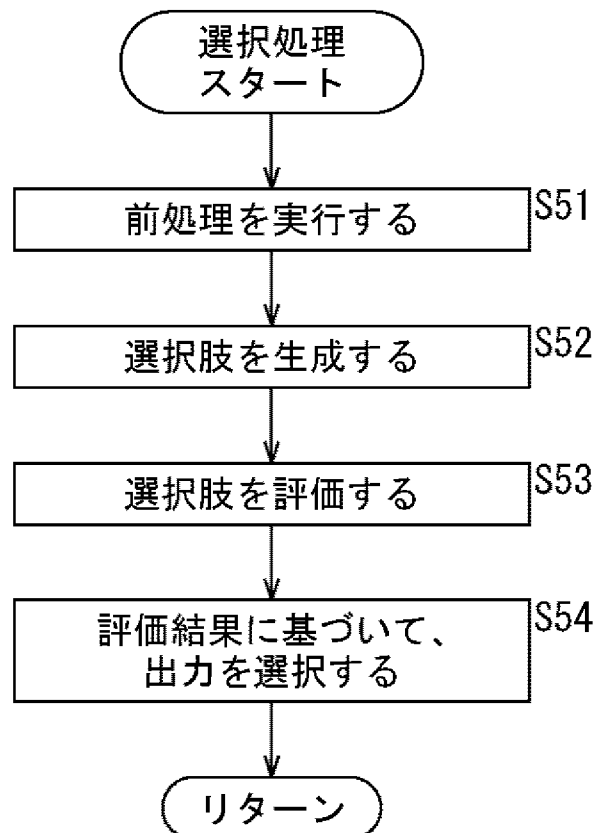 選択処理
スタート
前処理を実行する
S51
選択肢を生成する
S52
選択肢を評価する
S53
評価結果に基づいて、
出力を選択する
S54
リターン